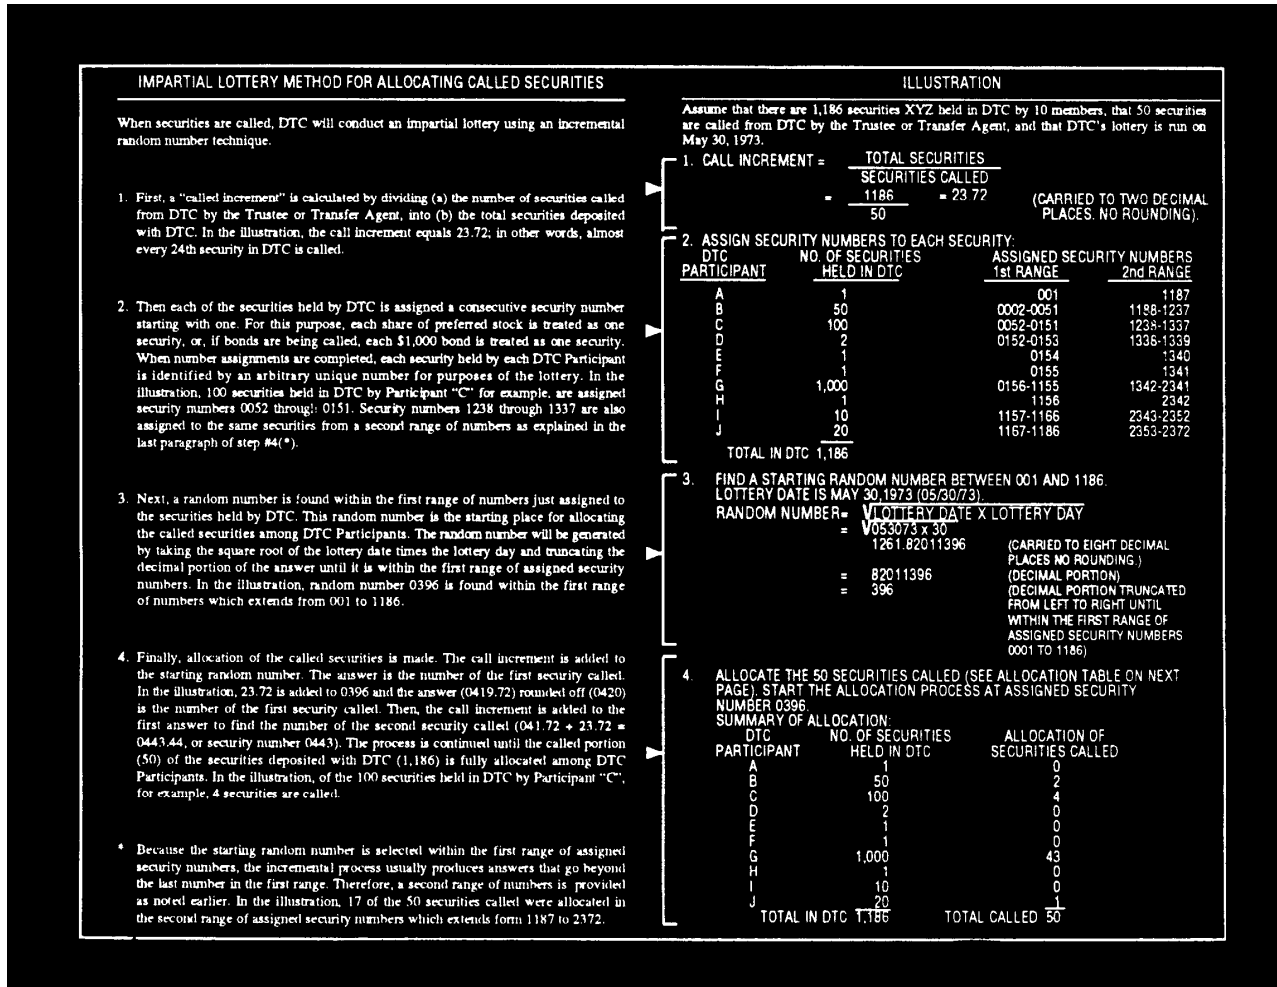 IMPARTIAL LOTTERY METHOD FOR ALLOCATING CALLED SECURITIES
When securities are called, DTC will conduct an impartial lottery using an incremental
random number technique.
1. First, a "called increment" is calculated by dividing (a) the number of securities called
from DTC by the Trustee or Transfer Agent, into (b) the total securities deposited
with DTC. In the illustration, the call increment equals 23.72; in other words, almost
every 24th security in DTC is called.
2. Then each of the securities held by DTC is assigned a consecutive security number
starting with one. For this purpose, each share of preferred stock is treated as one
security, or, if bonds are being called, each $1,000 bond is treated as one security.
When number assignments are completed, each security held by each DTC Participant
is identified by an arbitrary unique number for purposes of the lottery. In the
illustration, 100 securities held in DTC by Participant "C" for example, are assigned
security numbers 0052 through 0151. Security numbers 1238 through 1337 are also
assigned to the same securities from a second range of numbers as explained in the
last paragraph of step #4(*).
3. Next, a random number is found within the first range of numbers just assigned to
the securities held by DTC. This random number is the starting place for allocating
the called securities among DTC Participants. The random number will be generated
by taking the square root of the lottery date times the lottery day and truncating the
decimal portion of the answer until it is within the first range of assigned security
numbers. In the illustration, random number 0396 is found within the first range
of numbers which extends from 001 to 1186.
4. Finally, allocation of the called securities is made. The call increment is added to
the starting random number. The answer is the number of the first security called.
In the illustration, 23.72 is added to 0396 and the answer (0419.72) rounded off (0420)
is the number of the first security called. Then, the call increment is added to the
first answer to find the number of the second security called (041.72 + 23.72 =
0443.44, or security number 0443). The process is continued until the called portion
(50) of the securities deposited with DTC (1,186) is fully allocated among DTC
Participants. In the illustration, of the 100 securities held in DTC by Participant "C",
for example, 4 securities are called.
* Because the starting random number is selected within the first range of assigned
security numbers, the incremental process usually produces answers that go beyond
the last number in the first range. Therefore, a second range of numbers is provided
as noted earlier. In the illustration, 17 of the 50 securities called were allocated in
the second range of assigned security numbers which extends form 1187 to 2372.
ILLUSTRATION
Assume that there are 1,186 securities XYZ held in DTC by 10 members, that 50 securities
are called from DTC by the Trustee or Transfer Agent, and that DTC's lottery is run on
May 30, 1973.
1. CALL INCREMENT = TOTAL SECURITIES
SECURITIES CALLED
= 1186 = 23.72 (CARRIED TO TWO DECIMAL
50 PLACES. NO ROUNDING).
2. ASSIGN SECURITY NUMBERS TO EACH SECURITY:
DTC NO. OF SECURITIES ASSIGNED SECURITY NUMBERS
PARTICIPANT HELD IN DTC 1st RANGE 2nd RANGE
A 1 001 1187
B 50 0002-0051 1188-1237
C 100 0052-0151 1238-1337
D 2 0152-0153 1336-1339
E 1 0154 1340
F 1 0155 1341
G 1,000 0156-1155 1342-2341
H 1 1156 2342
I 10 1157-1166 2343-2352
J 20 1167-1186 2353-2372
TOTAL IN DTC 1,186
3. FIND A STARTING RANDOM NUMBER BETWEEN 001 AND 1186.
LOTTERY DATE IS MAY 30,1973 (05/30/73).
RANDOM NUMBER= √LOTTERY DATE X LOTTERY DAY
= √053073 x 30
1261.82011396 (CARRIED TO EIGHT DECIMAL
PLACES NO ROUNDING.)
= 82011396 (DECIMAL PORTION)
= 396 (DECIMAL PORTION TRUNCATED
FROM LEFT TO RIGHT UNTIL
WITHIN THE FIRST RANGE OF
ASSIGNED SECURITY NUMBERS
0001 TO 1186)
4. ALLOCATE THE 50 SECURITIES CALLED (SEE ALLOCATION TABLE ON NEXT
PAGE). START THE ALLOCATION PROCESS AT ASSIGNED SECURITY
NUMBER 0396.
SUMMARY OF ALLOCATION:
DTC NO. OF SECURITIES ALLOCATION OF
PARTICIPANT HELD IN DTC SECURITIES CALLED
A 1 0
B 50 2
C 100 4
D 2 0
E 1 0
F 1 0
G 1,000 43
H 1 0
I 10 0
J 20 1
TOTAL IN DTC 1,186 TOTAL CALLED 50